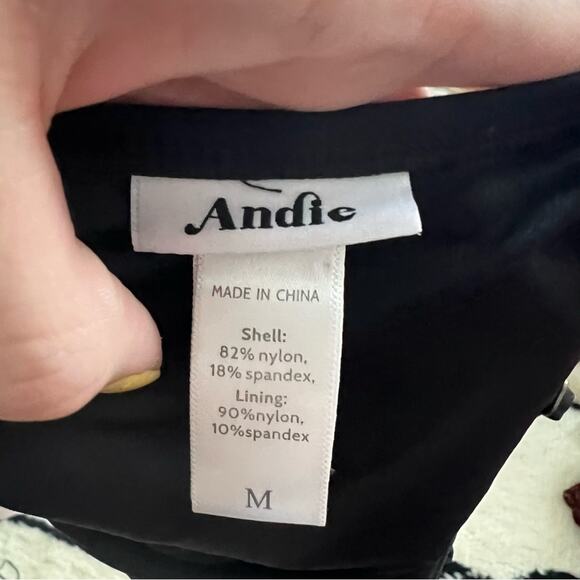 Andie
MADE IN CHINA
Shell:
82% nylon,
18% spandex,
Lining:
90%nylon,
10%spandex
M